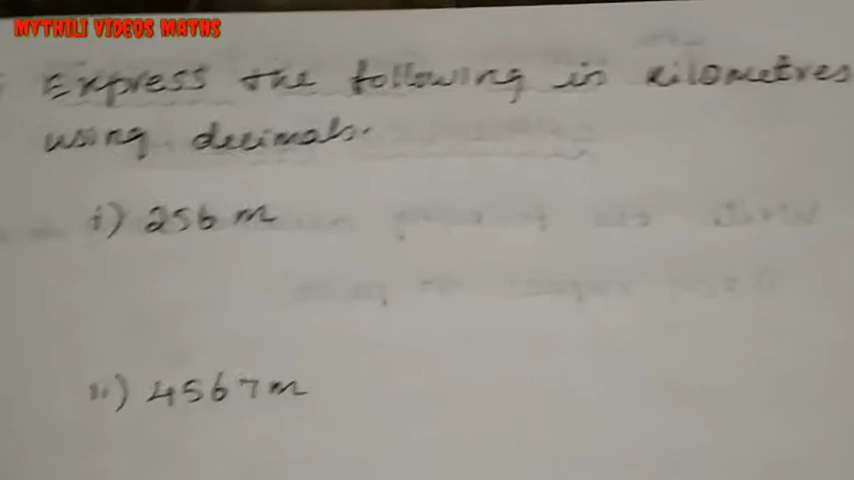 MYTHILI VIDEOS MATHS
Express the following in kilometres
using decimals.
i) 256 m
ii) 4567 m